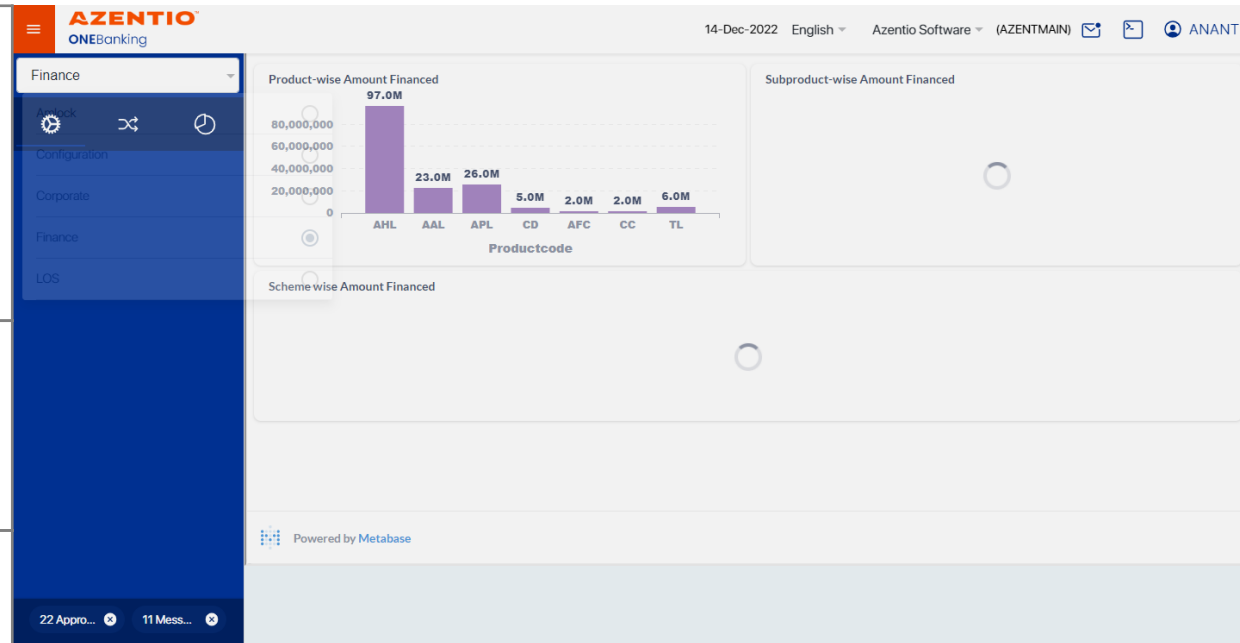 AZENTIO™
ONEBanking
14-Dec-2022 English Azentio Software (AZENTMAIN) ANANT
Finance
Amlock
Configuration
Corporate
Finance
LOS
Product-wise Amount Financed
97.0M
80,000,000
60,000,000
40,000,000
20,000,000
0
23.0M 26.0M 5.0M 2.0M 2.0M 6.0M
AHL AAL APL CD AFC CC TL
Productcode
Subproduct-wise Amount Financed
Scheme wise Amount Financed
Powered by Metabase
22 Appro... 11 Mess...